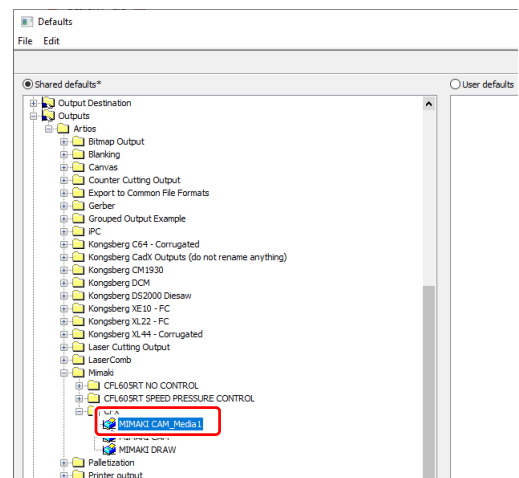 Defaults
File Edit
Shared defaults* User defaults
Output Destination
Outputs
Artios
Bitmap Output
Blanking
Canvas
Counter Cutting Output
Export to Common File Formats
Gerber
Grouped Output Example
iPC
Kongsberg C64 - Corrugated
Kongsberg CadX Outputs (do not rename anything)
Kongsberg CM1930
Kongsberg DCM
Kongsberg DS2000 Diesaw
Kongsberg XE10 - FC
Kongsberg XL22 - FC
Kongsberg XL44 - Corrugated
Laser Cutting Output
LaserComb
Mimaki
CFL605RT NO CONTROL
CFL605RT SPEED PRESSURE CONTROL
CFX
MIMAKI CAM_Media1
MIMAKI CAM
MIMAKI DRAW
Palletization
Printer output